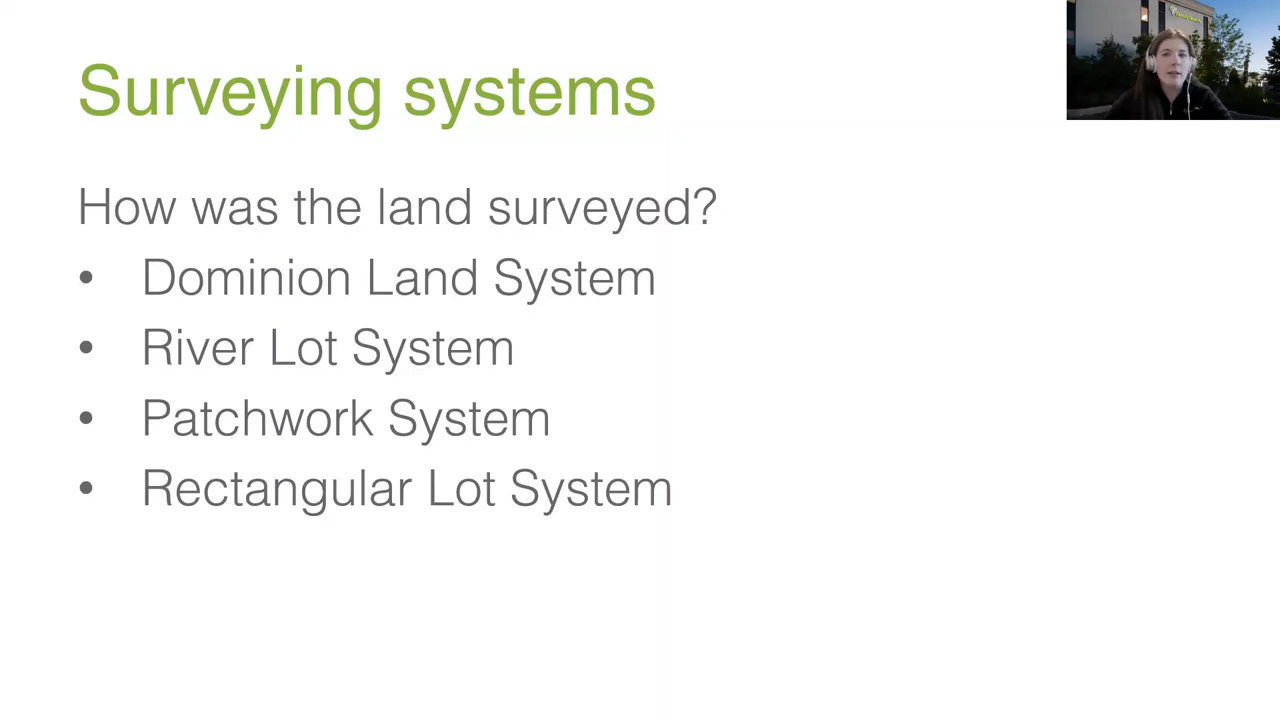 Surveying systems
How was the land surveyed?
• Dominion Land System
• River Lot System
• Patchwork System
• Rectangular Lot System